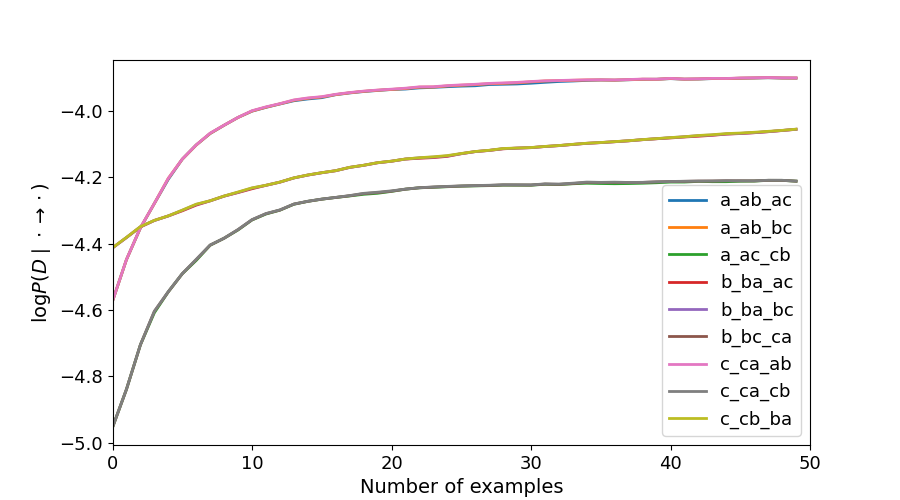 logP(D | · → ·)
−4.0
−4.2
−4.4
−4.6
−4.8
−5.0
0 10 20 30 40 50
Number of examples
a_ab_ac
a_ab_bc
a_ac_cb
b_ba_ac
b_ba_bc
b_bc_ca
c_ca_ab
c_ca_cb
c_cb_ba